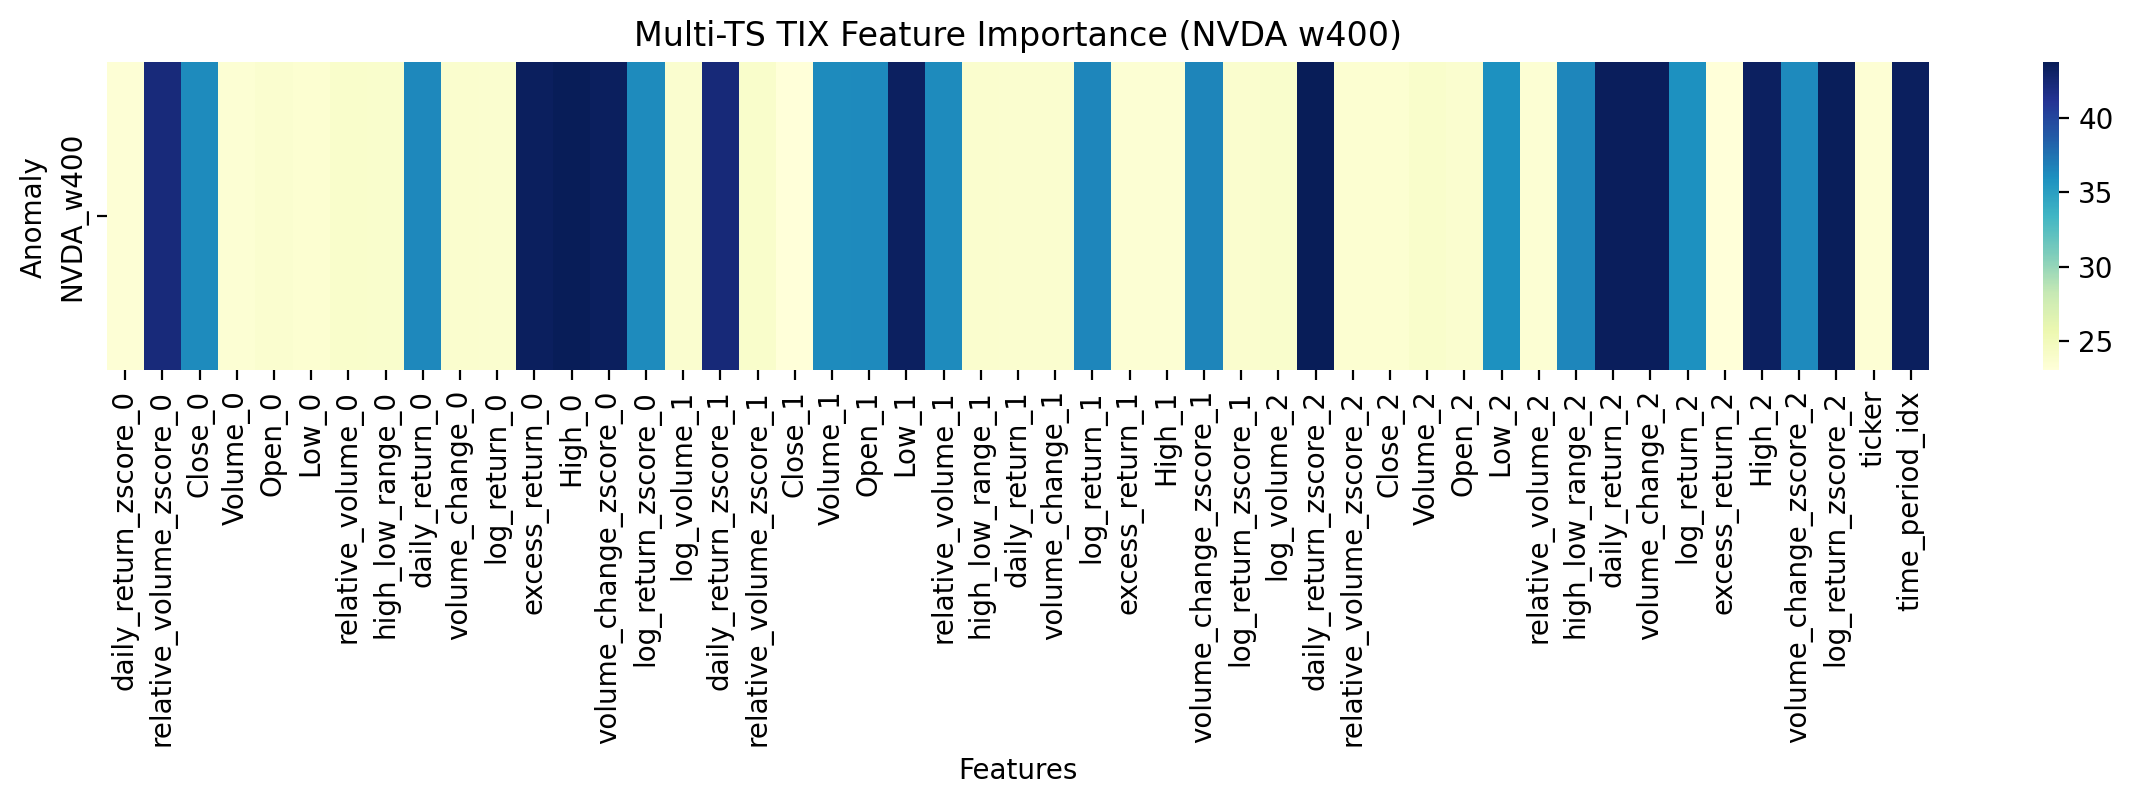 Multi-TS TIX Feature Importance (NVDA w400)
Anomaly
NVDA_w400
40
35
30
25
daily_return_zscore_0
relative_volume_zscore_0
Close_0
Volume_0
Open_0
Low_0
relative_volume_0
high_low_range_0
daily_return_0
volume_change_0
log_return_0
excess_return_0
High_0
volume_change_zscore_0
log_return_zscore_0
log_volume_1
daily_return_zscore_1
relative_volume_zscore_1
Close_1
Volume_1
Open_1
Low_1
relative_volume_1
high_low_range_1
daily_return_1
volume_change_1
log_return_1
excess_return_1
High_1
volume_change_zscore_1
log_return_zscore_1
log_volume_2
daily_return_zscore_2
relative_volume_zscore_2
Close_2
Volume_2
Open_2
Low_2
relative_volume_2
high_low_range_2
daily_return_2
volume_change_2
log_return_2
excess_return_2
High_2
volume_change_zscore_2
log_return_zscore_2
ticker
time_period_idx
Features